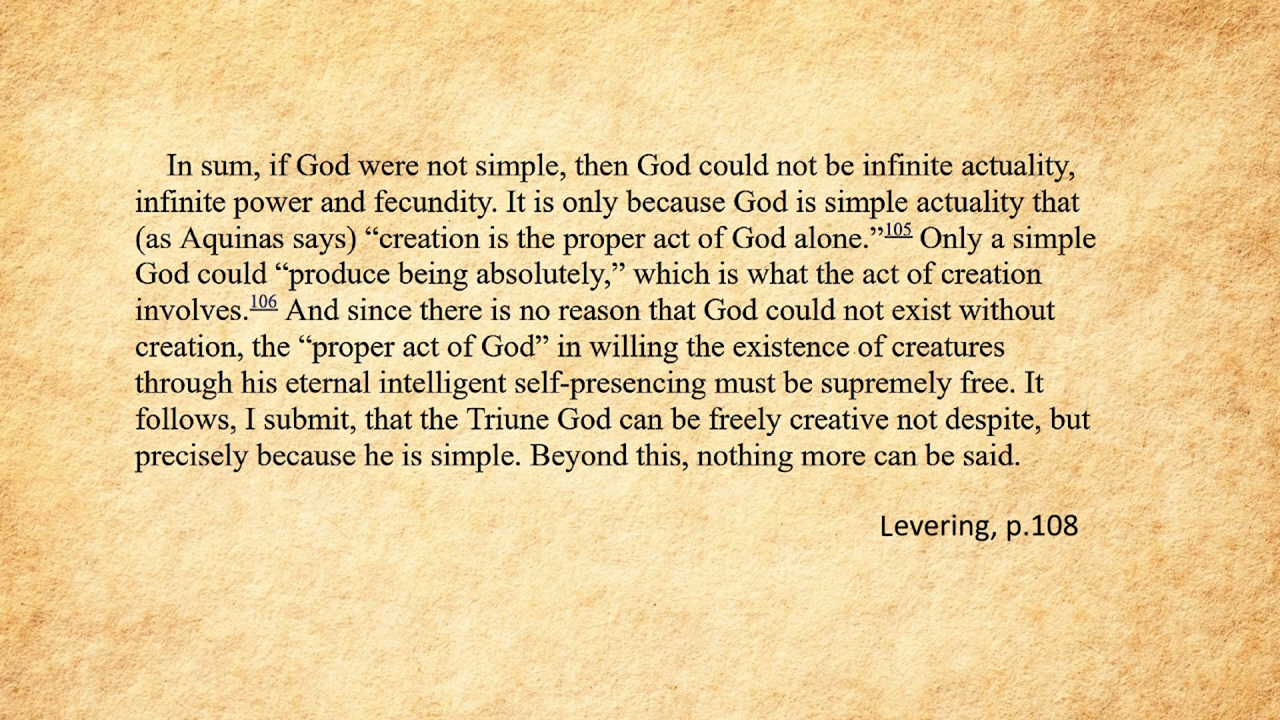 In sum, if God were not simple, then God could not be infinite actuality,
infinite power and fecundity. It is only because God is simple actuality that
(as Aquinas says) “creation is the proper act of God alone.”105 Only a simple
God could “produce being absolutely,” which is what the act of creation
involves.106 And since there is no reason that God could not exist without
creation, the “proper act of God” in willing the existence of creatures
through his eternal intelligent self-presencing must be supremely free. It
follows, I submit, that the Triune God can be freely creative not despite, but
precisely because he is simple. Beyond this, nothing more can be said.
Levering, p.108